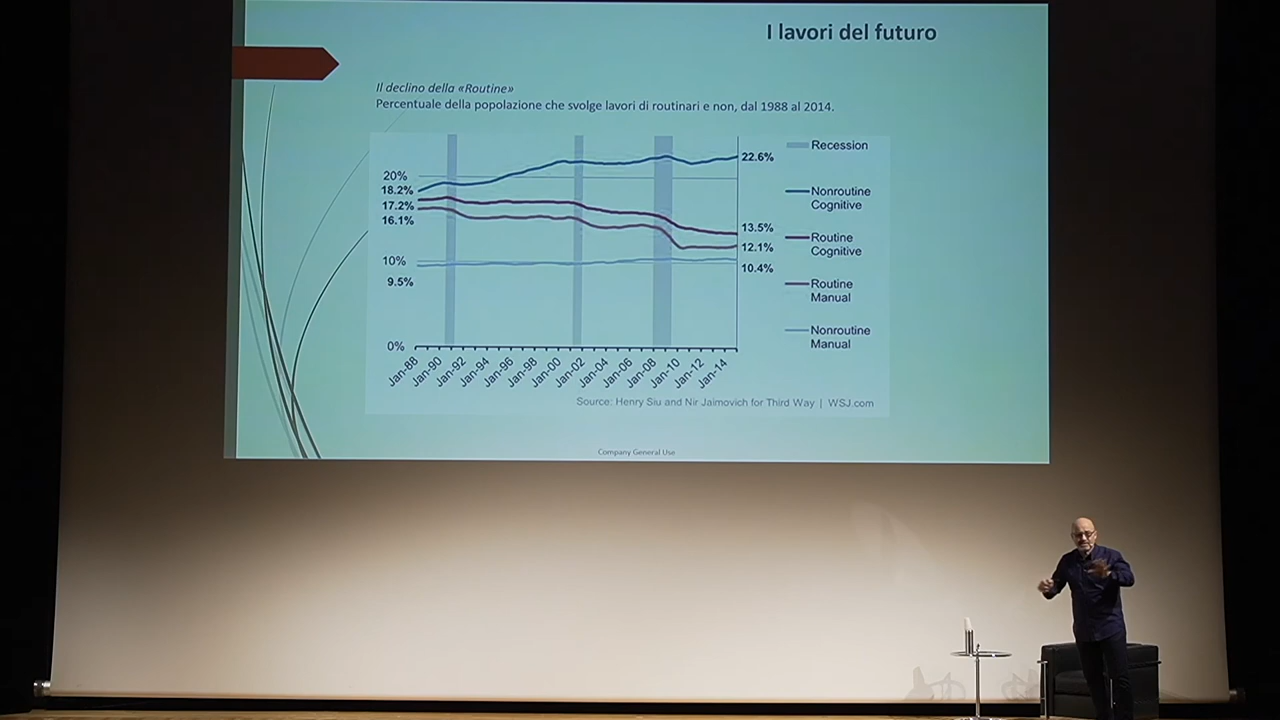 I lavori del futuro
Il declino della «Routine»
Percentuale della popolazione che svolge lavori di routinari e non, dal 1988 al 2014.
20%
18.2%
17.2%
16.1%
10%
9.5%
0%
22.6%
13.5%
12.1%
10.4%
Recession
Nonroutine
Cognitive
Routine
Cognitive
Routine
Manual
Nonroutine
Manual
Jan-88
Jan-90
Jan-92
Jan-94
Jan-96
Jan-98
Jan-00
Jan-02
Jan-04
Jan-06
Jan-08
Jan-10
Jan-12
Jan-14
Source: Henry Siu and Nir Jaimovich for Third Way | WSJ.com
Company General Use